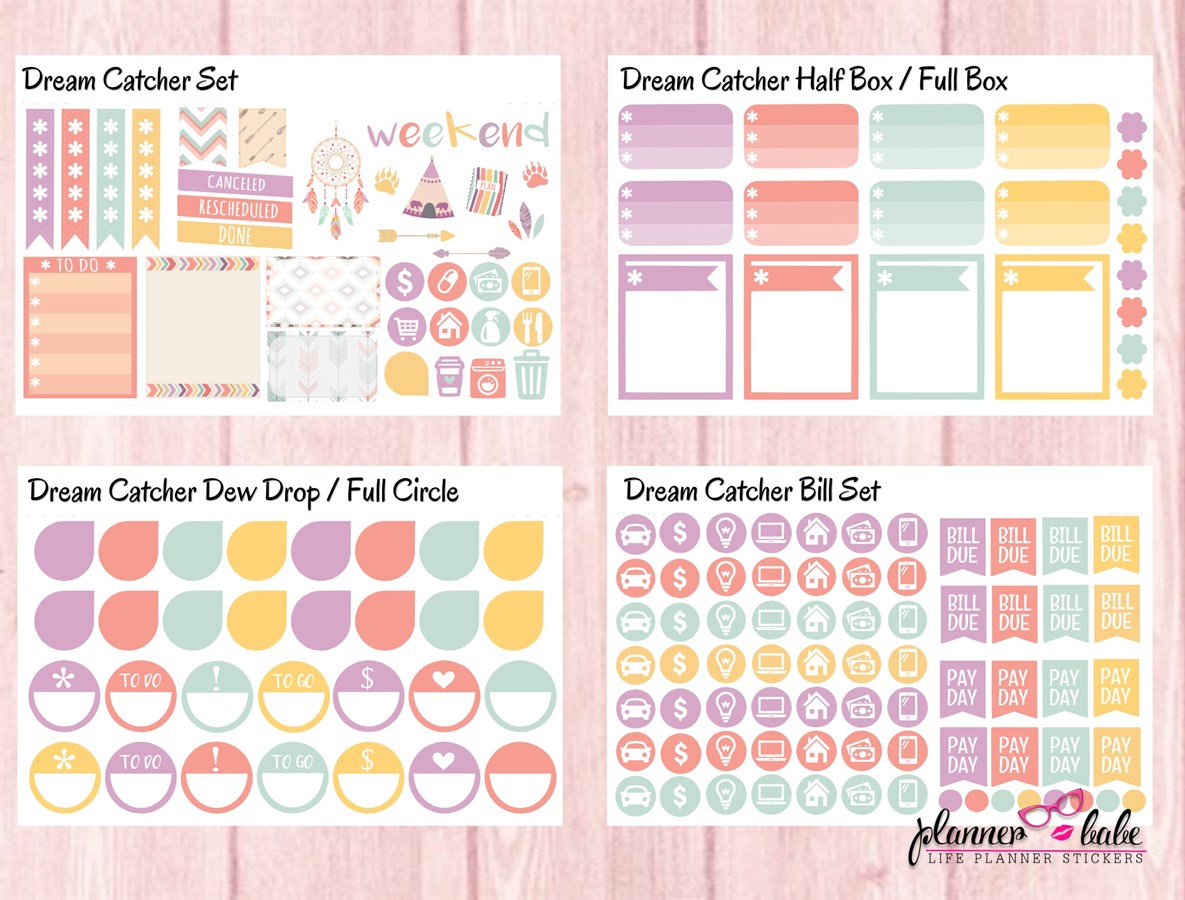 Dream Catcher Set
weekend
CANCELED
RESCHEDULED
DONE
PLAN
TO DO
$
Dream Catcher Half Box / Full Box
Dream Catcher Dew Drop / Full Circle
* TO DO ! TO GO $
* TO DO ! TO GO $
Dream Catcher Bill Set
$
$
$
$
$
$
$
BILL DUE BILL DUE BILL DUE BILL DUE
BILL DUE BILL DUE BILL DUE BILL DUE
PAY DAY PAY DAY PAY DAY PAY DAY
PAY DAY PAY DAY PAY DAY PAY DAY
planner babe
LIFE PLANNER STICKERS